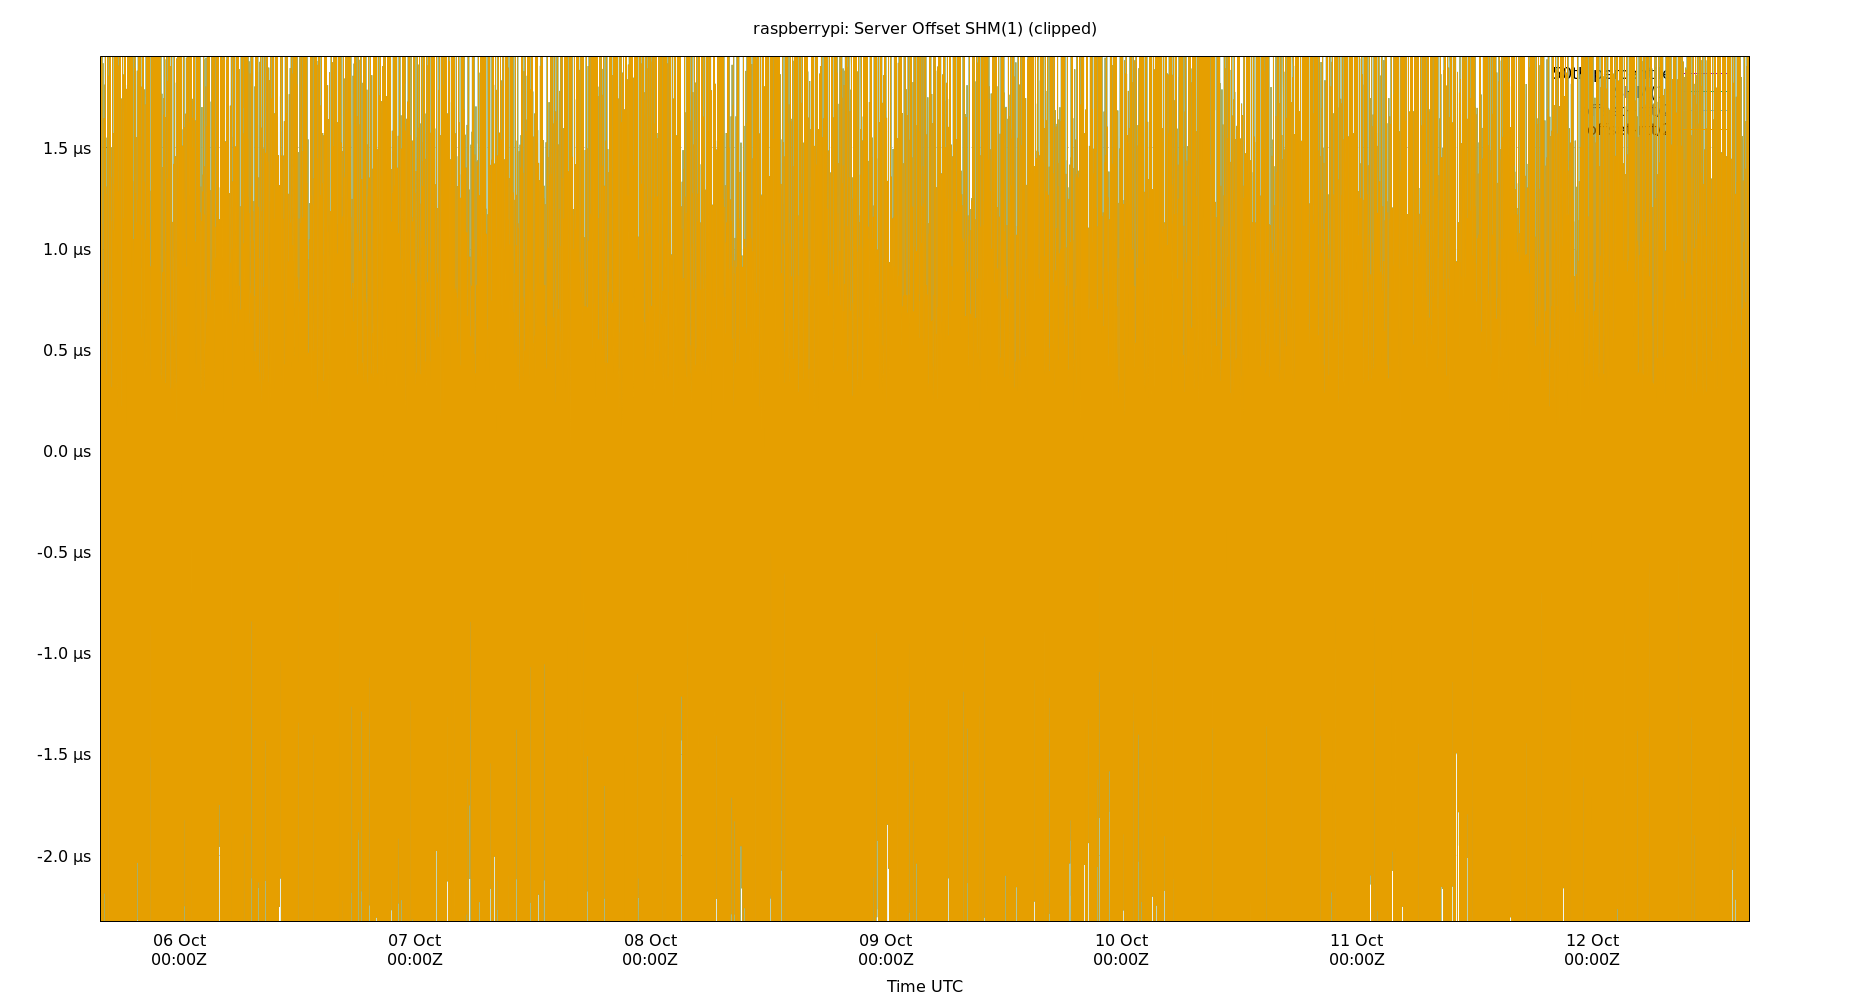 raspberrypi: Server Offset SHM(1) (clipped)
50th percentile
1.5 µs
1.0 µs
0.5 µs
0.0 µs
-0.5 µs
-1.0 µs
-1.5 µs
-2.0 µs
06 Oct 07 Oct 08 Oct 09 Oct 10 Oct 11 Oct 12 Oct
00:00Z 00:00Z 00:00Z 00:00Z 00:00Z 00:00Z 00:00Z
Time UTC